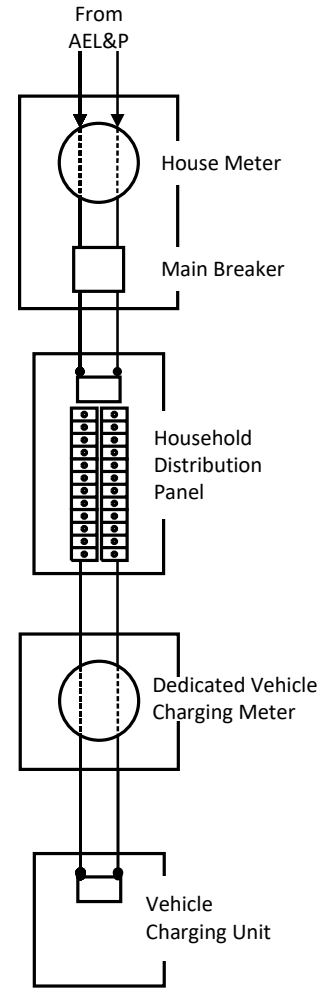 From
AEL&P
House Meter
Main Breaker
Household
Distribution
Panel
Dedicated Vehicle
Charging Meter
Vehicle
Charging Unit